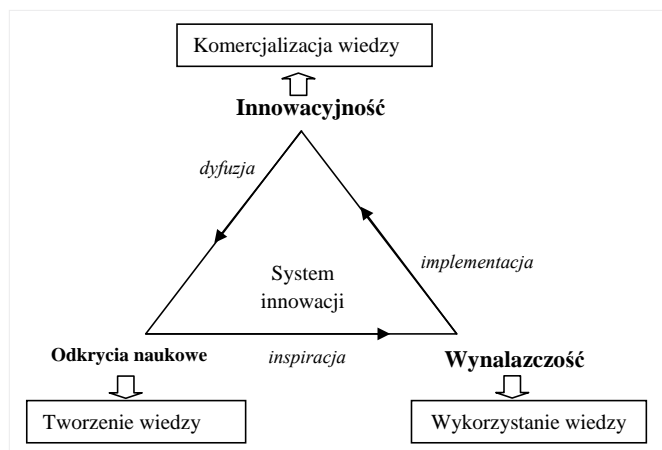 Komercjalizacja wiedzy
Innowacyjność
dyfuzja
implementacja
System
innowacji
Odkrycia naukowe
inspiracja
Wynalazczość
Tworzenie wiedzy
Wykorzystanie wiedzy